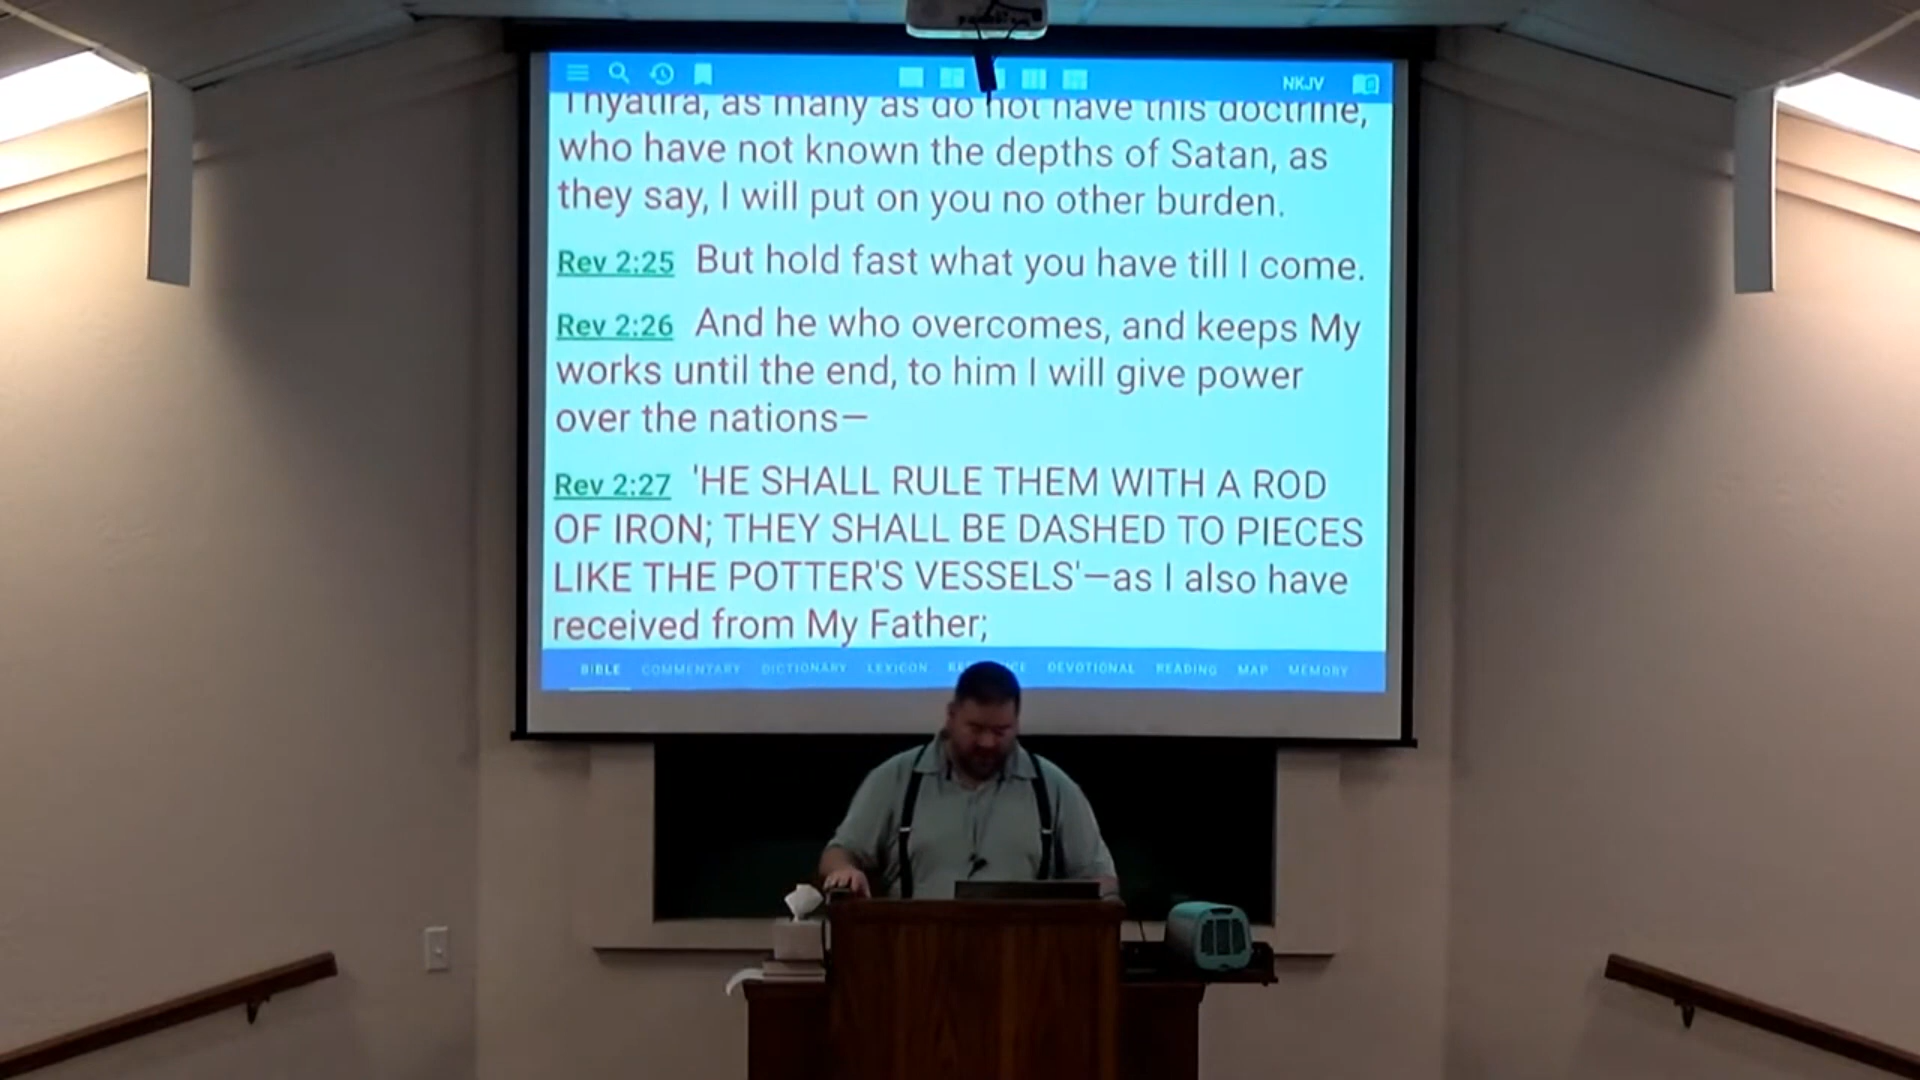 NKJV
Thyatira, as many as do not have this doctrine,
who have not known the depths of Satan, as
they say, I will put on you no other burden.
Rev 2:25 But hold fast what you have till I come.
Rev 2:26 And he who overcomes, and keeps My
works until the end, to him I will give power
over the nations—
Rev 2:27 'HE SHALL RULE THEM WITH A ROD
OF IRON; THEY SHALL BE DASHED TO PIECES
LIKE THE POTTER'S VESSELS'—as I also have
received from My Father;
BIBLE COMMENTARY DICTIONARY LEXICON DEVOTIONAL READING MAP MEMORY